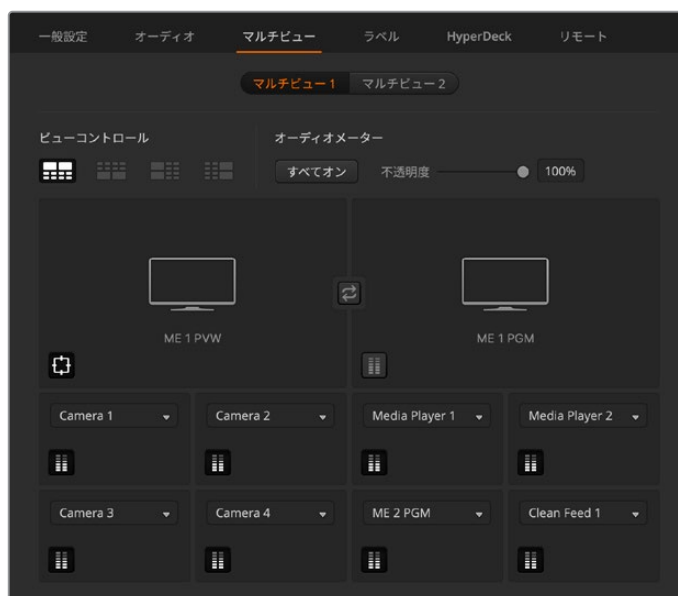 一般設定 オーディオ マルチビュー ラベル HyperDeck リモート
マルチビュー 1 マルチビュー 2
ビューコントロール オーディオメーター
すべてオン 不透明度 100%
ME 1 PVW ME 1 PGM
Camera 1 Camera 2 Media Player 1 Media Player 2
Camera 3 Camera 4 ME 2 PGM Clean Feed 1